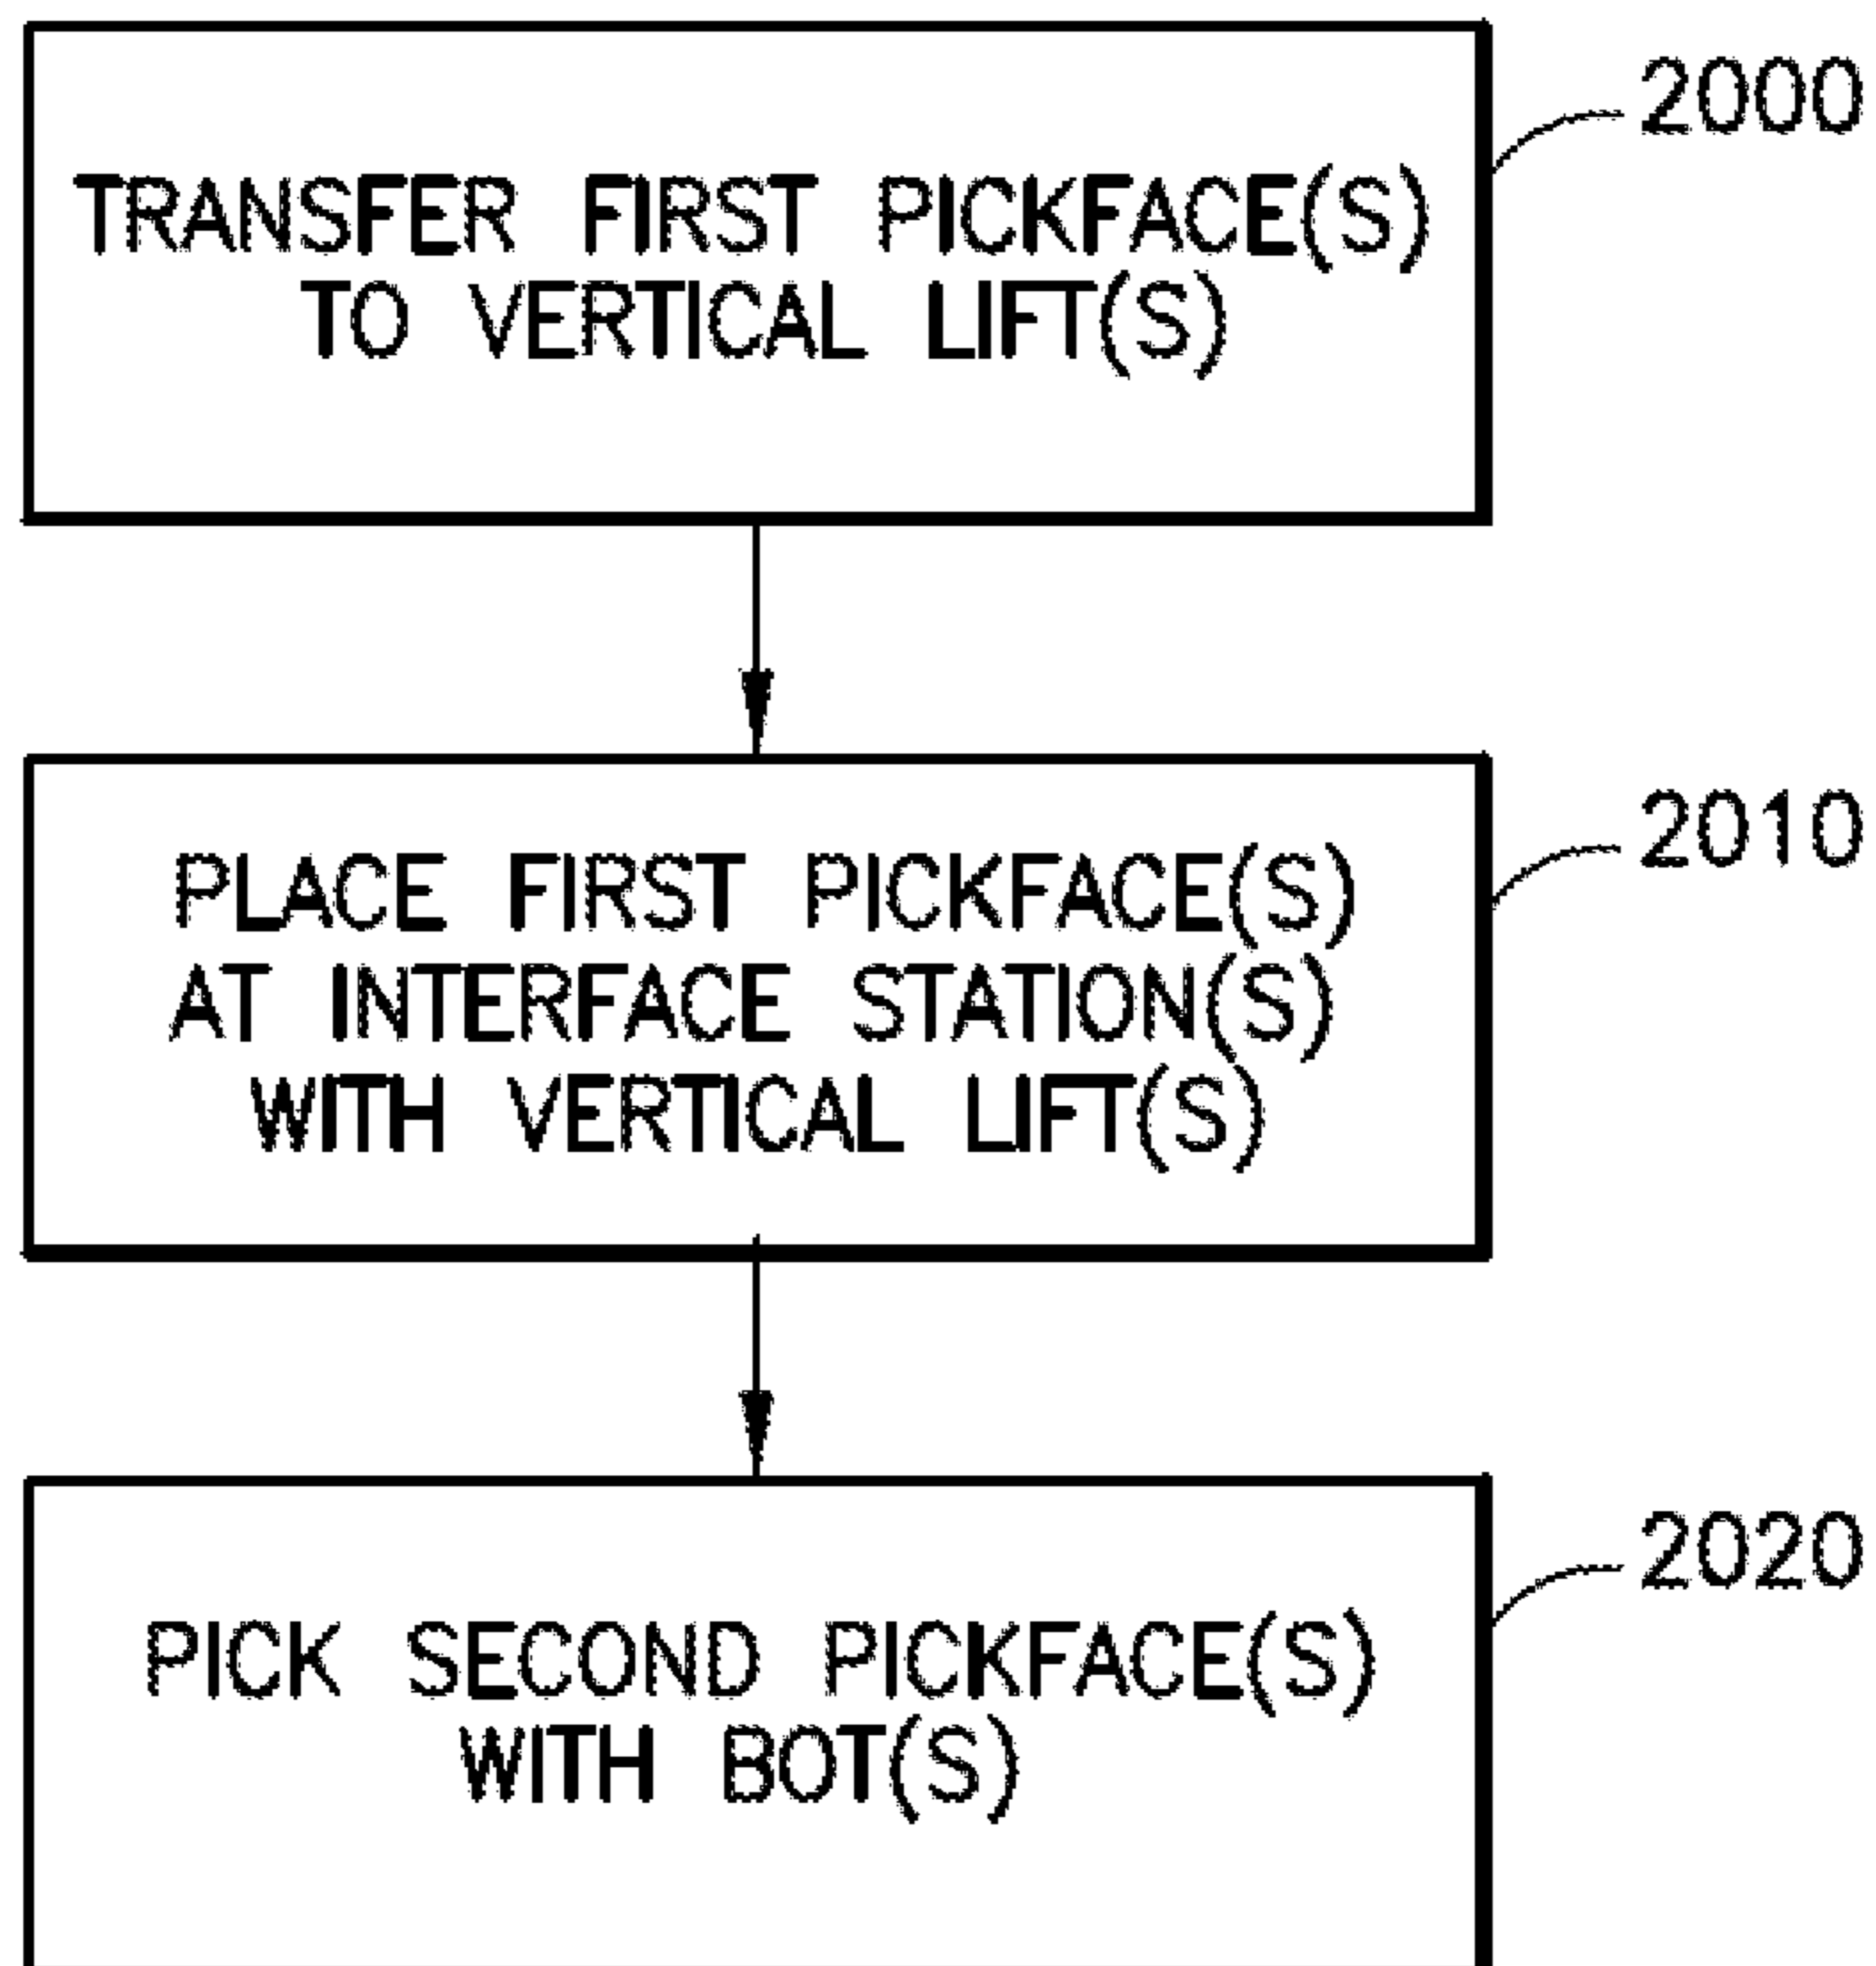 TRANSFER FIRST PICKFACE(S)
TO VERTICAL LIFT(S)
2000
PLACE FIRST PICKFACE(S)
AT INTERFACE STATION(S)
WITH VERTICAL LIFT(S)
2010
PICK SECOND PICKFACE(S)
WITH BOT(S)
2020